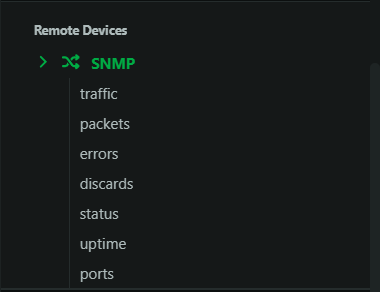 Remote Devices
SNMP
traffic
packets
errors
discards
status
uptime
ports